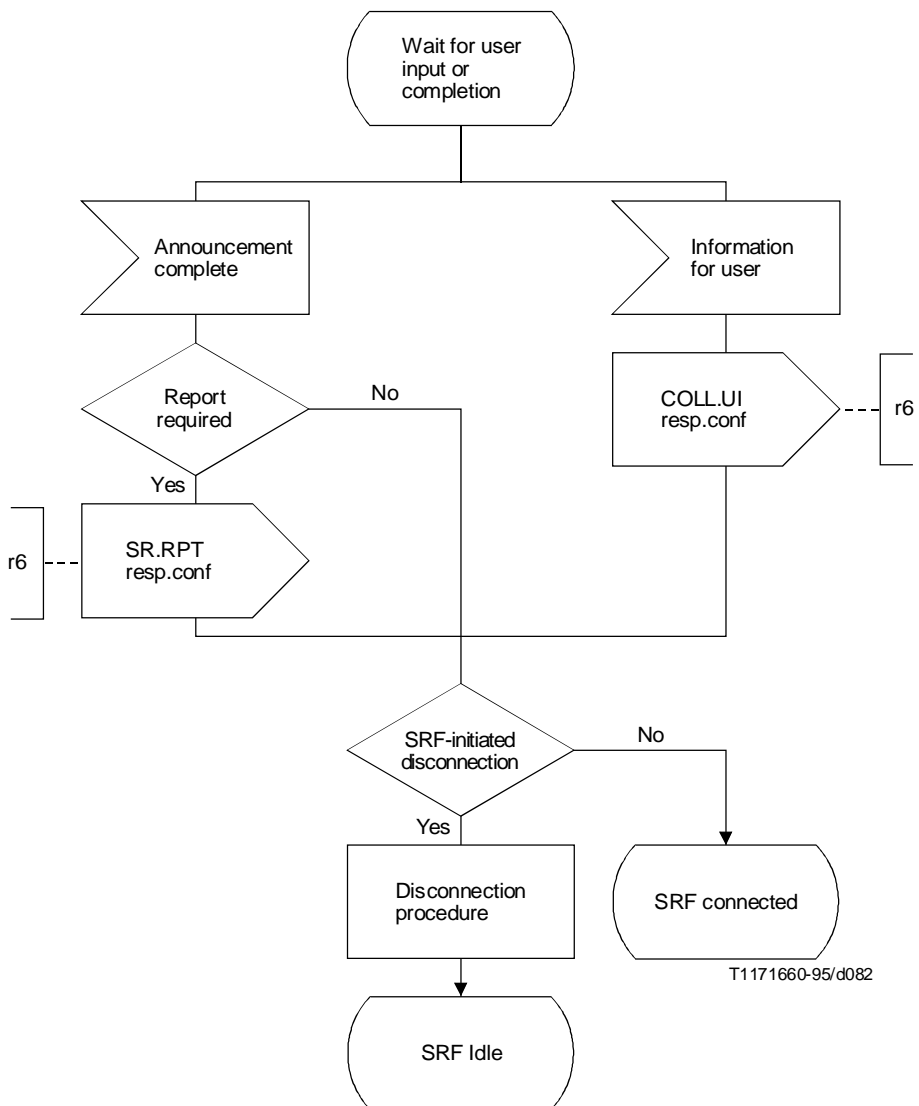 Wait for user
input or
completion
Announcement
complete
Information
for user
Report
required
No
COLL.UI
resp.conf
r6
Yes
r6
SR.RPT
resp.conf
SRF-initiated
disconnection
No
Yes
Disconnection
procedure
SRF connected
T1171660-95/d082
SRF Idle